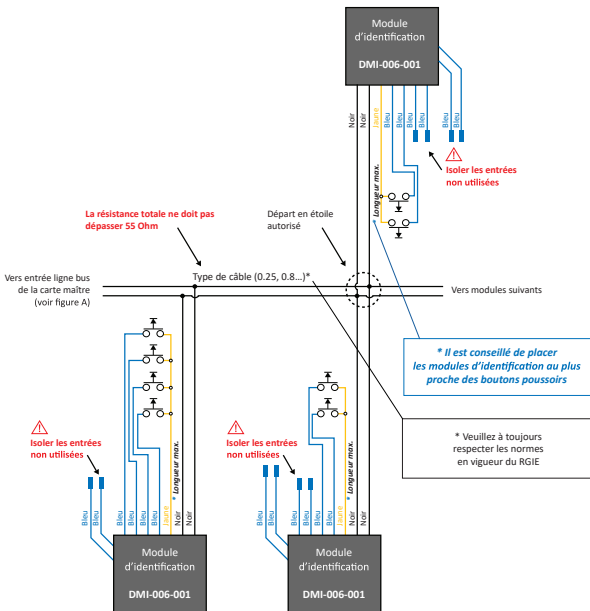 Module
d'identification
DMI-006-001
Noir
Noir
Jaune
Bleu
Bleu
Bleu
Bleu
Bleu
Bleu
Isoler les entrées
non utilisées
* Longueur max.
La résistance totale ne doit pas
dépasser 55 Ohm
Départ en étoile
autorisé
Type de câble (0.25, 0.8...)*
Vers entrée ligne bus
de la carte maître
(voir figure A)
Vers modules suivants
* Il est conseillé de placer
les modules d'identification au plus
proche des boutons poussoirs
* Veuillez à toujours
respecter les normes
en vigueur du RGIE
Isoler les entrées
non utilisées
* Longueur max.
Bleu
Bleu
Bleu
Bleu
Bleu
Bleu
Jaune
Noir
Noir
Module
d'identification
DMI-006-001
Isoler les entrées
non utilisées
* Longueur max.
Bleu
Bleu
Bleu
Bleu
Bleu
Bleu
Jaune
Noir
Noir
Module
d'identification
DMI-006-001